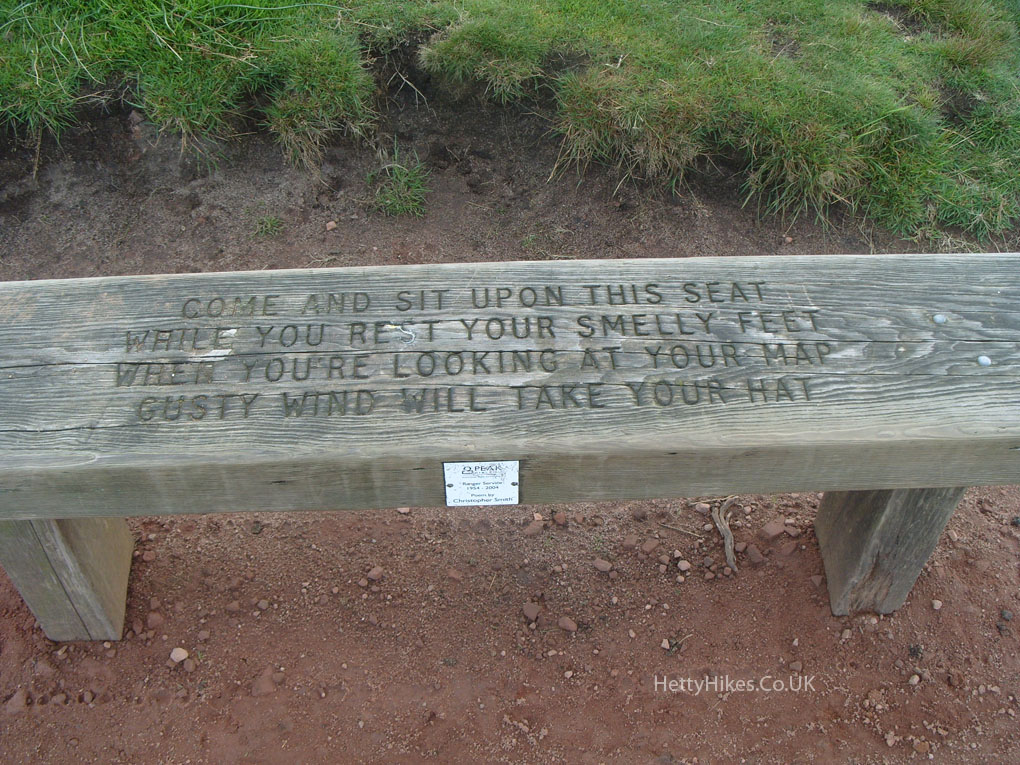 COME AND SIT UPON THIS SEAT
WHILE YOU REST YOUR SMELLY FEET
WHEN YOU'RE LOOKING AT YOUR MAP
GUSTY WIND WILL TAKE YOUR HAT
PEAK
Ranger Service
1954 - 2004
Poem by
Christopher Smith
HettyHikes.Co.UK